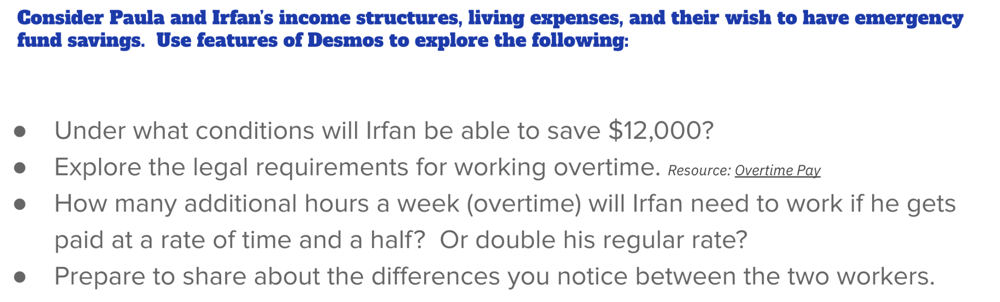 Consider Paula and Irfan's income structures, living expenses, and their wish to have emergency
fund savings.  Use features of Desmos to explore the following:
● Under what conditions will Irfan be able to save $12,000?
● Explore the legal requirements for working overtime. Resource: Overtime Pay
● How many additional hours a week (overtime) will Irfan need to work if he gets
paid at a rate of time and a half?  Or double his regular rate?
● Prepare to share about the differences you notice between the two workers.